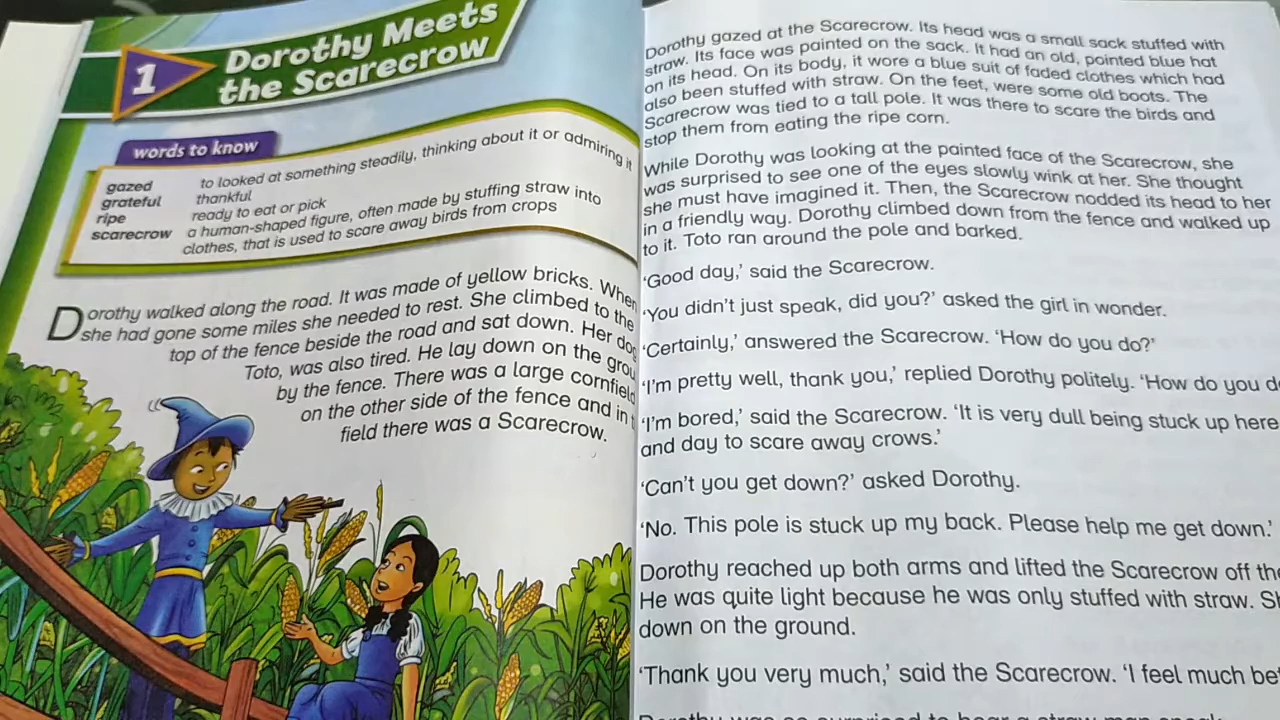 1
Dorothy Meets
the Scarecrow
words to know
gazed to looked at something steadily, thinking about it or admiring it
grateful thankful
ripe ready to eat or pick
scarecrow a human-shaped figure, often made by stuffing straw into
clothes, that is used to scare away birds from crops
Dorothy walked along the road. It was made of yellow bricks. When
she had gone some miles she needed to rest. She climbed to the
top of the fence beside the road and sat down. Her dog
Toto, was also tired. He lay down on the
by the fence. There was a large cornfield
on the other side of the fence and in
field there was a Scarecrow.
Dorothy gazed at the Scarecrow. Its head was a small sack stuffed with
straw. Its face was painted on the sack. It had an old, pointed blue hat
on its head. On its body, it wore a blue suit of faded clothes which had
also been stuffed with straw. On the feet, were some old boots. The
Scarecrow was tied to a tall pole. It was there to scare the birds and
stop them from eating the ripe corn.
While Dorothy was looking at the painted face of the Scarecrow, she
was surprised to see one of the eyes slowly wink at her. She thought
she must have imagined it. Then, the Scarecrow nodded its head to her
in a friendly way. Dorothy climbed down from the fence and walked up
to it. Toto ran around the pole and barked.
‘Good day,’ said the Scarecrow.
‘You didn’t just speak, did you?’ asked the girl in wonder.
‘Certainly,’ answered the Scarecrow. ‘How do you do?’
‘I’m pretty well, thank you,’ replied Dorothy politely. ‘How do you
‘I’m bored,’ said the Scarecrow. ‘It is very dull being stuck up here
and day to scare away crows.’
‘Can’t you get down?’ asked Dorothy.
‘No. This pole is stuck up my back. Please help me get down.’
Dorothy reached up both arms and lifted the Scarecrow off
He was quite light because he was only stuffed with straw.
down on the ground.
‘Thank you very much,’ said the Scarecrow. ‘I feel much